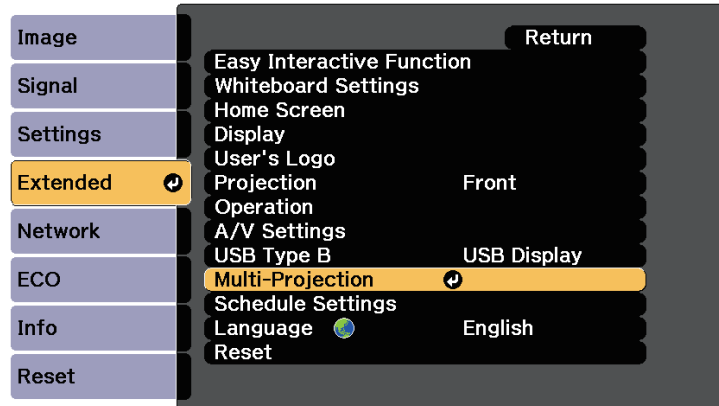 Image
Signal
Settings
Extended
Network
ECO
Info
Reset
Return
Easy Interactive Function
Whiteboard Settings
Home Screen
Display
User's Logo
Projection Front
Operation
A/V Settings
USB Type B USB Display
Multi-Projection
Schedule Settings
Language English
Reset